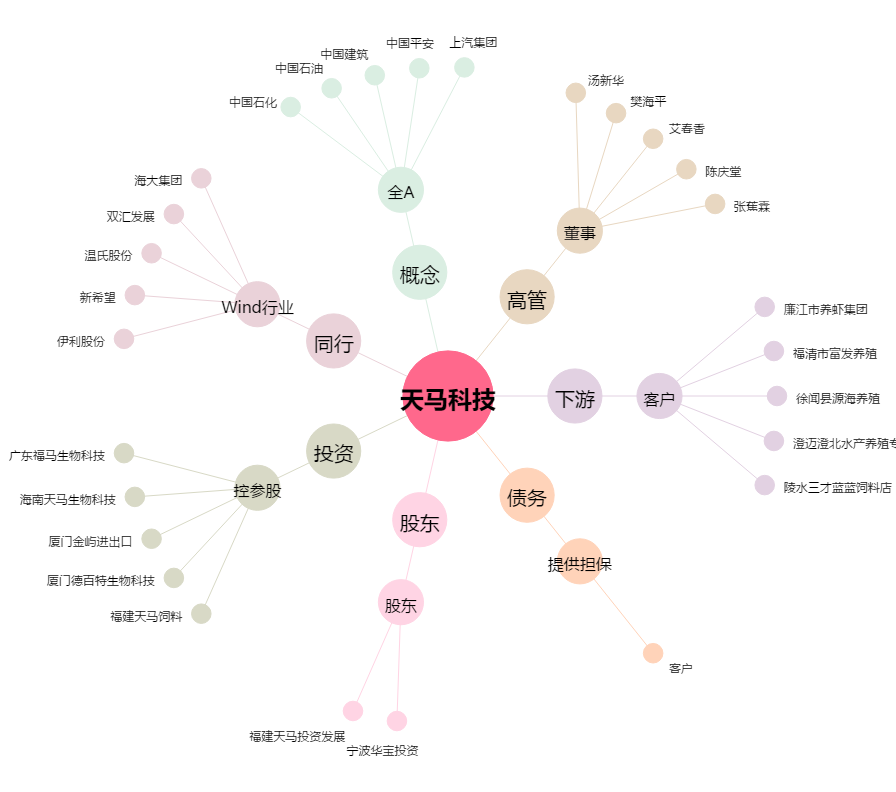 上汽集团
中国平安
中国建筑
中国石油
中国石化
全A
概念
汤新华
樊海平
艾春香
陈庆堂
张蕉霖
董事
高管
海大集团
双汇发展
温氏股份
新希望
伊利股份
Wind行业
同行
天马科技
下游
客户
廉江市养虾集团
福清市富发养殖
徐闻县源海养殖
澄迈澄北水产养殖专
陵水三才蓝蓝饲料店
投资
控参股
广东福马生物科技
海南天马生物科技
厦门金屿进出口
厦门德百特生物科技
福建天马饲料
股东
股东
福建天马投资发展
宁波华宝投资
债务
提供担保
客户